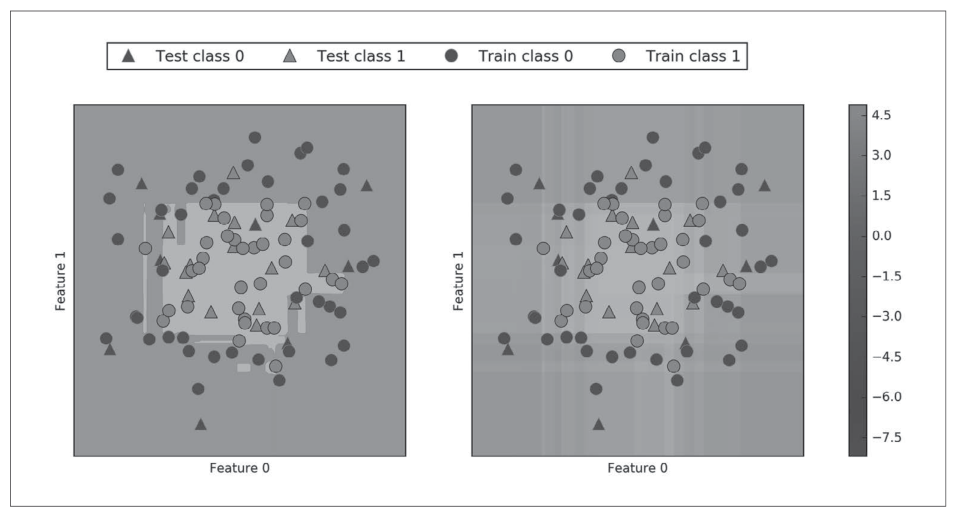 Test class 0 Test class 1 Train class 0 Train class 1
Feature 1
Feature 0
Feature 1
Feature 0
4.5
3.0
1.5
0.0
−1.5
−3.0
−4.5
−6.0
−7.5